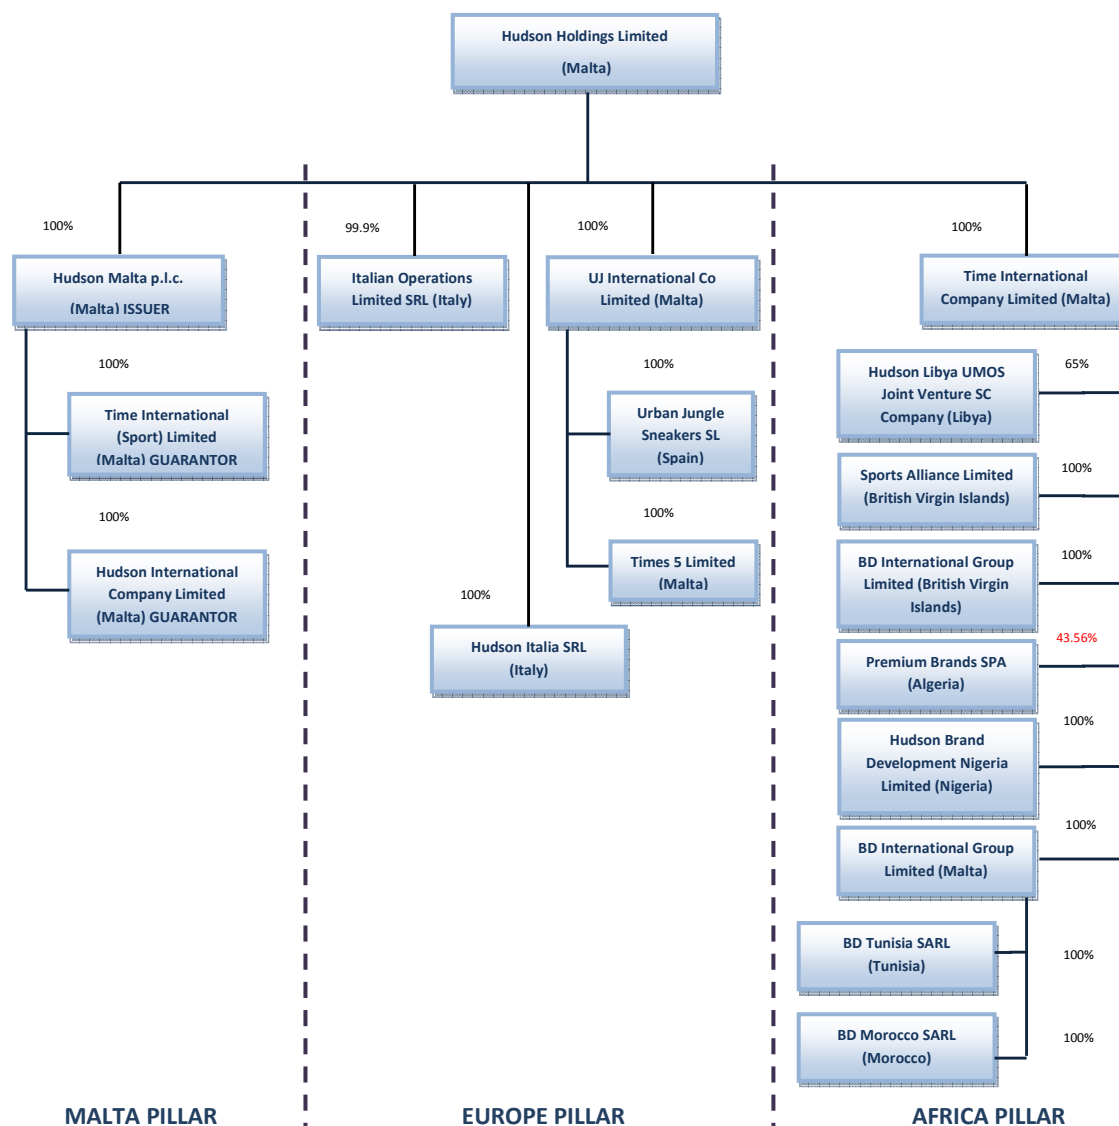 Hudson Holdings Limited
(Malta)
100%
99.9%
100%
100%
Hudson Malta p.l.c.
(Malta) ISSUER
Italian Operations
Limited SRL (Italy)
UJ International Co
Limited (Malta)
Time International
Company Limited (Malta)
100%
Time International
(Sport) Limited
(Malta) GUARANTOR
100%
Hudson International
Company Limited
(Malta) GUARANTOR
100%
Urban Jungle
Sneakers SL
(Spain)
100%
Times 5 Limited
(Malta)
100%
Hudson Italia SRL
(Italy)
Hudson Libya UMOS
Joint Venture SC
Company (Libya)
65%
Sports Alliance Limited
(British Virgin Islands)
100%
BD International Group
Limited (British Virgin
Islands)
100%
Premium Brands SPA
(Algeria)
43.56%
Hudson Brand
Development Nigeria
Limited (Nigeria)
100%
BD International Group
Limited (Malta)
100%
BD Tunisia SARL
(Tunisia)
100%
BD Morocco SARL
(Morocco)
100%
MALTA PILLAR
EUROPE PILLAR
AFRICA PILLAR